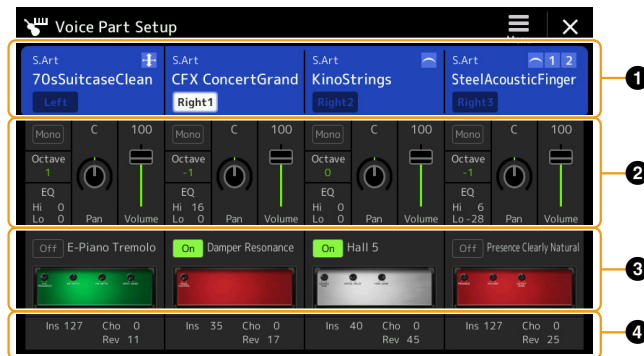 Voice Part Setup
S.Art S.Art S.Art S.Art 1 2
70sSuitcaseClean CFX ConcertGrand KinoStrings SteelAcousticFinger
Left Right1 Right2 Right3
1
Mono C 100 Mono C 100 Mono C 100 Mono C 100
Octave Octave Octave Octave
1 -1 0 -1
EQ EQ EQ EQ
Hi 0 Hi 16 Hi 0 Hi 6
Lo 0 Pan Volume Lo 0 Pan Volume Lo 0 Pan Volume Lo -28 Pan Volume
2
Off E-Piano Tremolo On Damper Resonance On Hall 5 Off Presence Clearly Natural
3
Ins 127 Cho 0 Ins 35 Cho 0 Ins 40 Cho 0 Ins 127 Cho 0
Rev 11 Rev 17 Rev 45 Rev 25
4